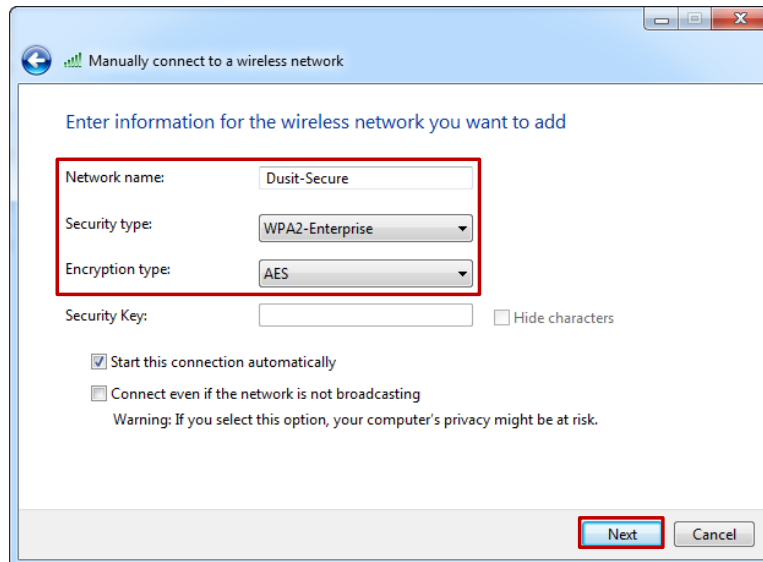 Manually connect to a wireless network
Enter information for the wireless network you want to add
Network name: Dusit-Secure
Security type: WPA2-Enterprise
Encryption type: AES
Security Key: Hide characters
Start this connection automatically
Connect even if the network is not broadcasting
Warning: If you select this option, your computer's privacy might be at risk.
Next Cancel